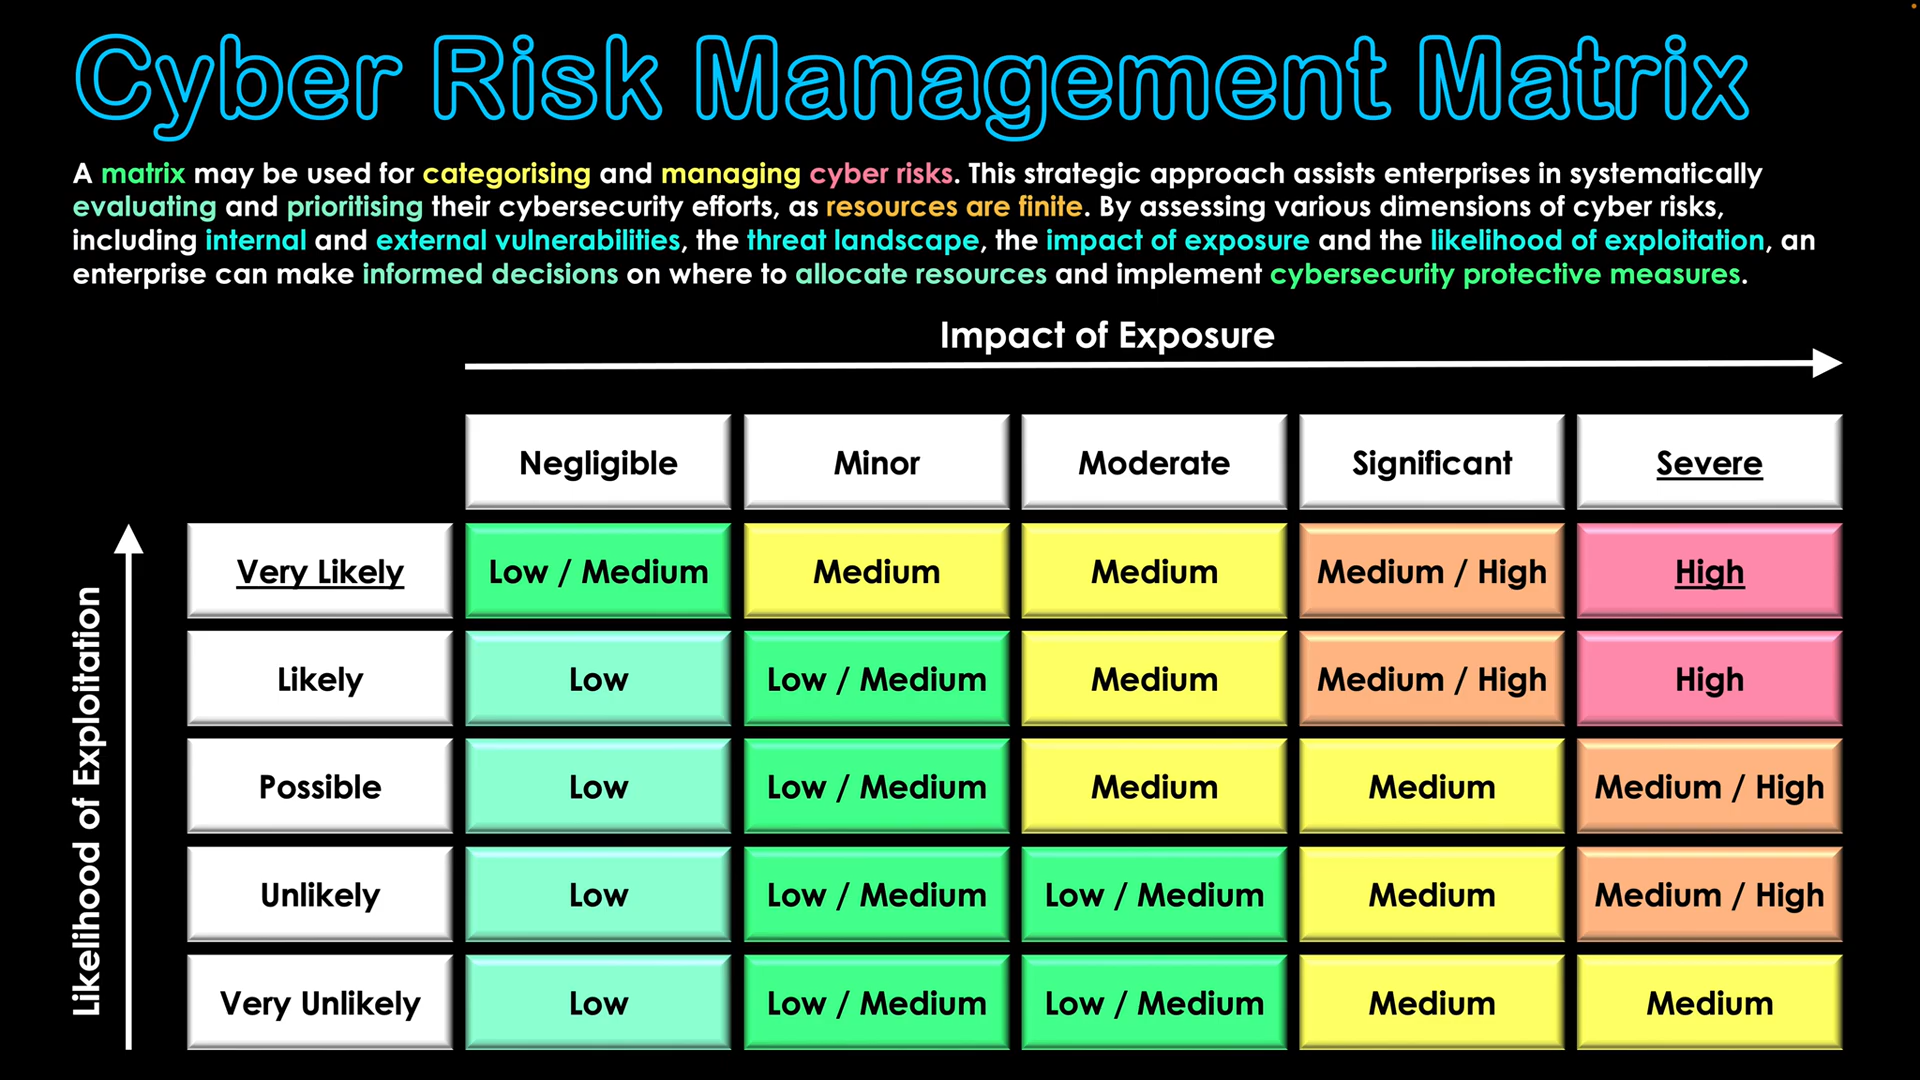 Cyber Risk Management Matrix
A matrix may be used for categorising and managing cyber risks. This strategic approach assists enterprises in systematically
evaluating and prioritising their cybersecurity efforts, as resources are finite. By assessing various dimensions of cyber risks,
including internal and external vulnerabilities, the threat landscape, the impact of exposure and the likelihood of exploitation, an
enterprise can make informed decisions on where to allocate resources and implement cybersecurity protective measures.
Impact of Exposure
Negligible Minor Moderate Significant Severe
Likelihood of Exploitation
Very Likely Low / Medium Medium Medium Medium / High High
Likely Low Low / Medium Medium Medium / High High
Possible Low Low / Medium Medium Medium Medium / High
Unlikely Low Low / Medium Low / Medium Medium Medium / High
Very Unlikely Low Low / Medium Low / Medium Medium Medium